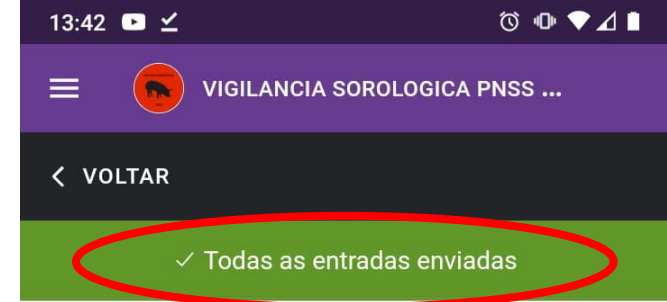 13:42
VIGILANCIA SOROLOGICA PNSS ...
VOLTAR
Todas as entradas enviadas